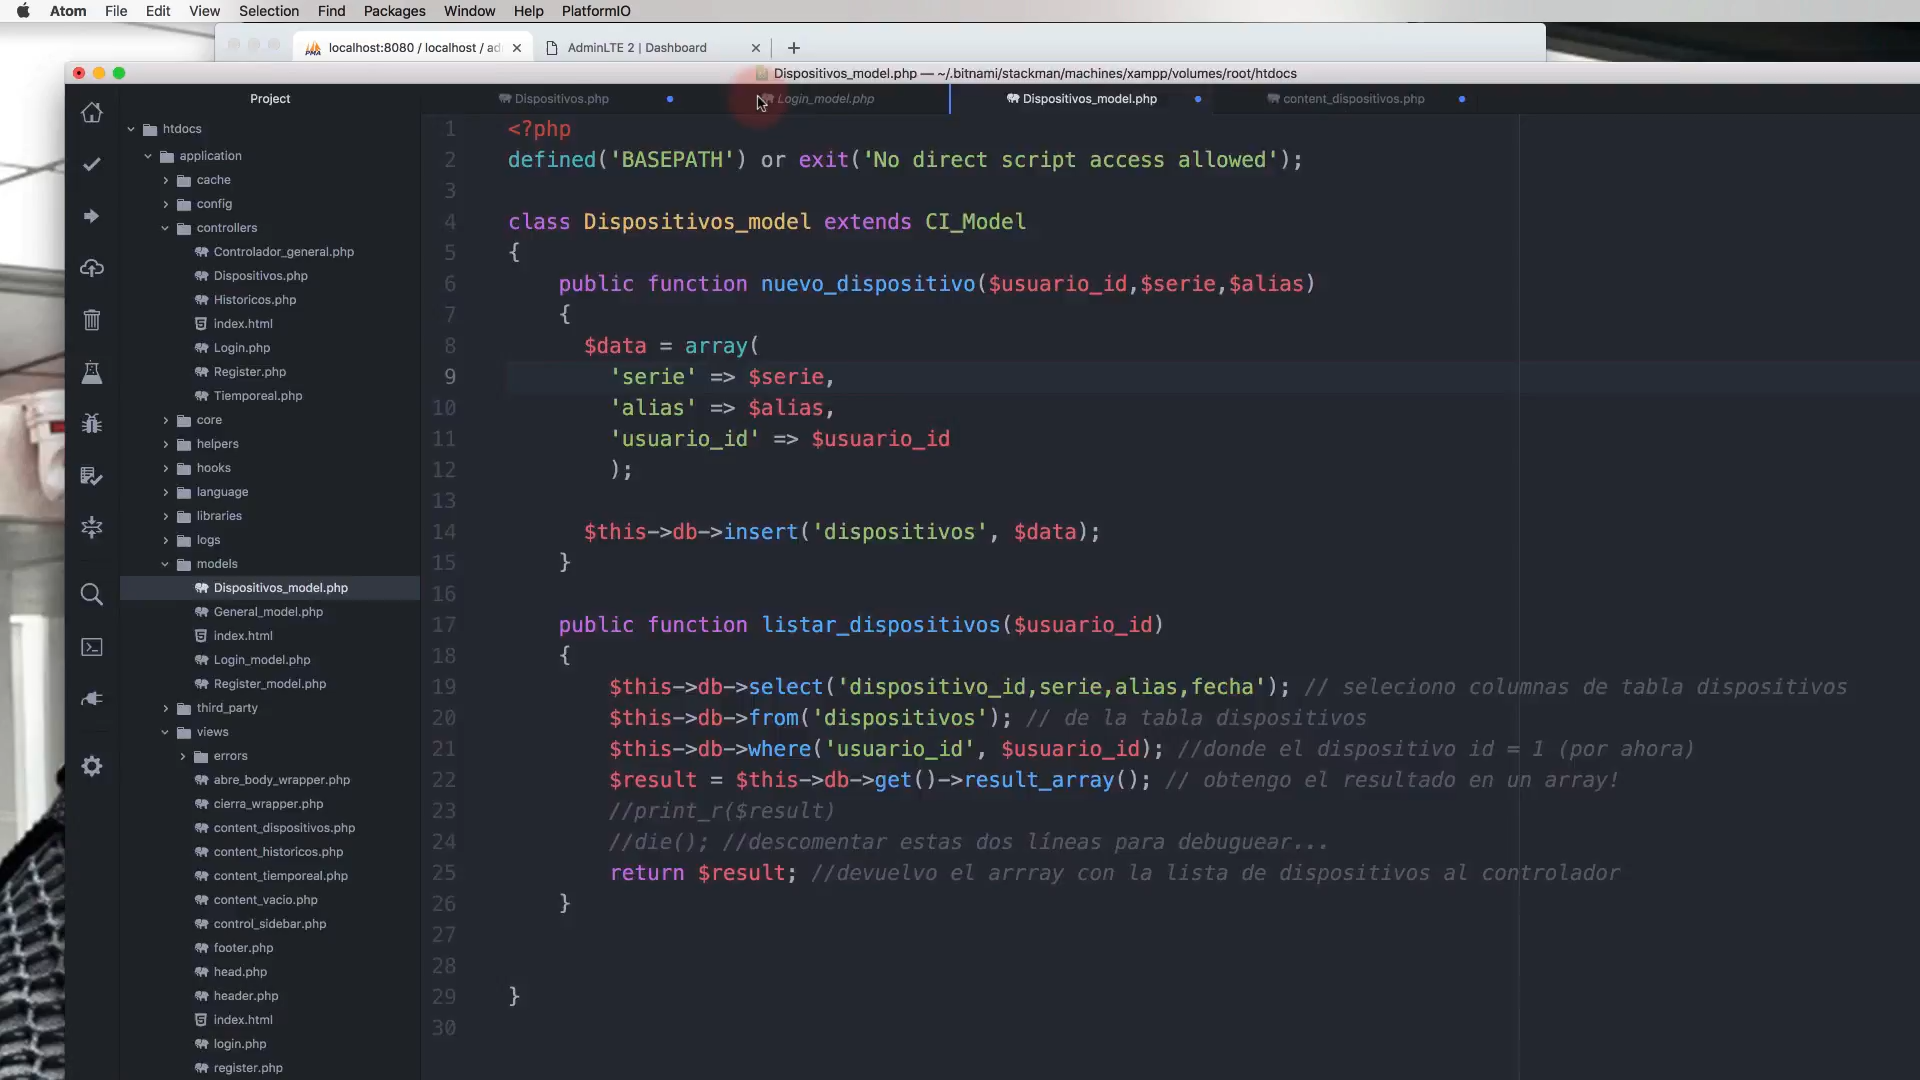 Atom File Edit View Selection Find Packages Window Help PlatformIO
localhost:8080 / localhost / ad
AdminLTE 2 | Dashboard
Dispositivos_model.php — ~/.bitnami/stackman/machines/xampp/volumes/root/htdocs
Project
Dispositivos.php
Login_model.php
Dispositivos_model.php
content_dispositivos.php
htdocs
application
cache
config
controllers
Controlador_general.php
Dispositivos.php
Historicos.php
index.html
Login.php
Register.php
Tiemporeal.php
core
helpers
hooks
language
libraries
logs
models
Dispositivos_model.php
General_model.php
index.html
Login_model.php
Register_model.php
third_party
views
errors
abre_body_wrapper.php
cierra_wrapper.php
content_dispositivos.php
content_historicos.php
content_tiemporeal.php
content_vacio.php
control_sidebar.php
footer.php
head.php
header.php
index.html
login.php
register.php
1 <?php
2 defined('BASEPATH') or exit('No direct script access allowed');
3
4 class Dispositivos_model extends CI_Model
5 {
6 public function nuevo_dispositivo($usuario_id,$serie,$alias)
7 {
8 $data = array(
9 'serie' => $serie,
10 'alias' => $alias,
11 'usuario_id' => $usuario_id
12 );
13
14 $this->db->insert('dispositivos', $data);
15 }
16
17 public function listar_dispositivos($usuario_id)
18 {
19 $this->db->select('dispositivo_id,serie,alias,fecha'); // seleciono columnas de tabla dispositivos
20 $this->db->from('dispositivos'); // de la tabla dispositivos
21 $this->db->where('usuario_id', $usuario_id); //donde el dispositivo id = 1 (por ahora)
22 $result = $this->db->get()->result_array(); // obtengo el resultado en un array!
23 //print_r($result)
24 //die(); //descomentar estas dos líneas para debuguear...
25 return $result; //devuelvo el arrray con la lista de dispositivos al controlador
26 }
27
28
29 }
30